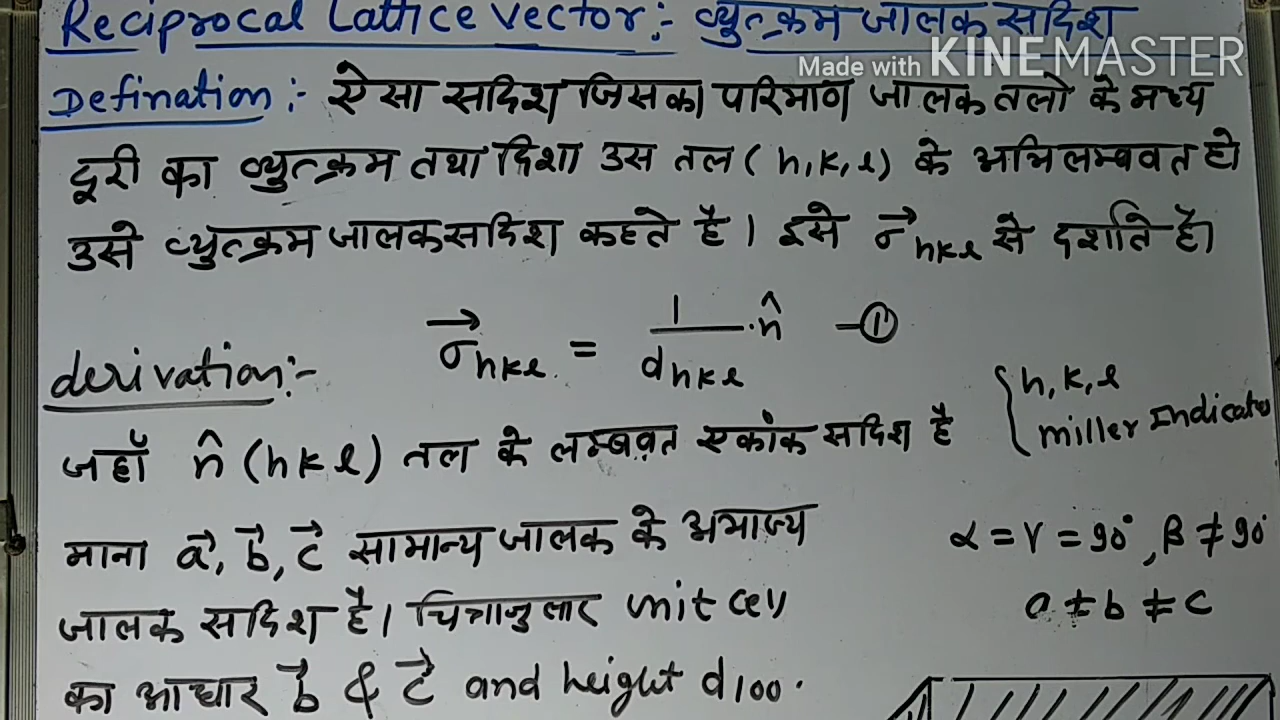 Reciprocal Lattice vector:- व्युत्क्रम जालक सदिश
Made with KINEMASTER
Defination:- ऐसा सदिश जिसका परिमाण जालक तलो के मध्य
दूरी का व्युत्क्रम तथा दिशा उस तल (h,k,l) के अभिलम्बवत हो
उसे व्युत्क्रम जालक सदिश कहते है। इसे σ⃗hkl से दर्शाते है।
σ⃗hkl = 1/dhkl . n̂ —①
derivation:-
{ h,k,l
miller Indicato
जहाँ n̂ (hkl) तल के लम्बवत एकांक सदिश है
माना a⃗, b⃗, c⃗ सामान्य जालक के अभाज्य
α = γ = 90°, β ≠ 90°
जालक सदिश है। चित्रानुसार unit cell
a ≠ b ≠ c
का आधार b⃗ & c⃗ and height d100.